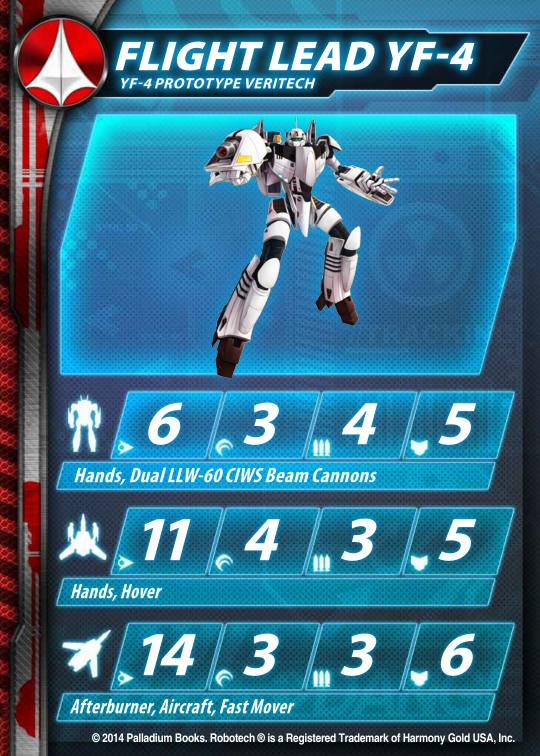 FLIGHT LEAD YF-4
YF-4 PROTOTYPE VERITECH
6 3 4 5
Hands, Dual LLW-60 CIWS Beam Cannons
11 4 3 5
Hands, Hover
14 3 3 6
Afterburner, Aircraft, Fast Mover
© 2014 Palladium Books. Robotech ® is a Registered Trademark of Harmony Gold USA, Inc.